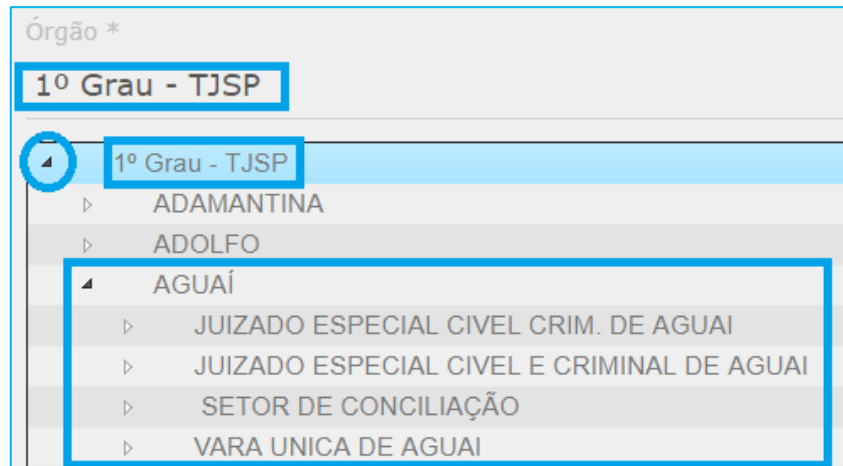 Órgão *
1º Grau - TJSP
1º Grau - TJSP
ADAMANTINA
ADOLFO
AGUAÍ
JUIZADO ESPECIAL CIVEL CRIM. DE AGUAI
JUIZADO ESPECIAL CIVEL E CRIMINAL DE AGUAI
SETOR DE CONCILIAÇÃO
VARA UNICA DE AGUAI